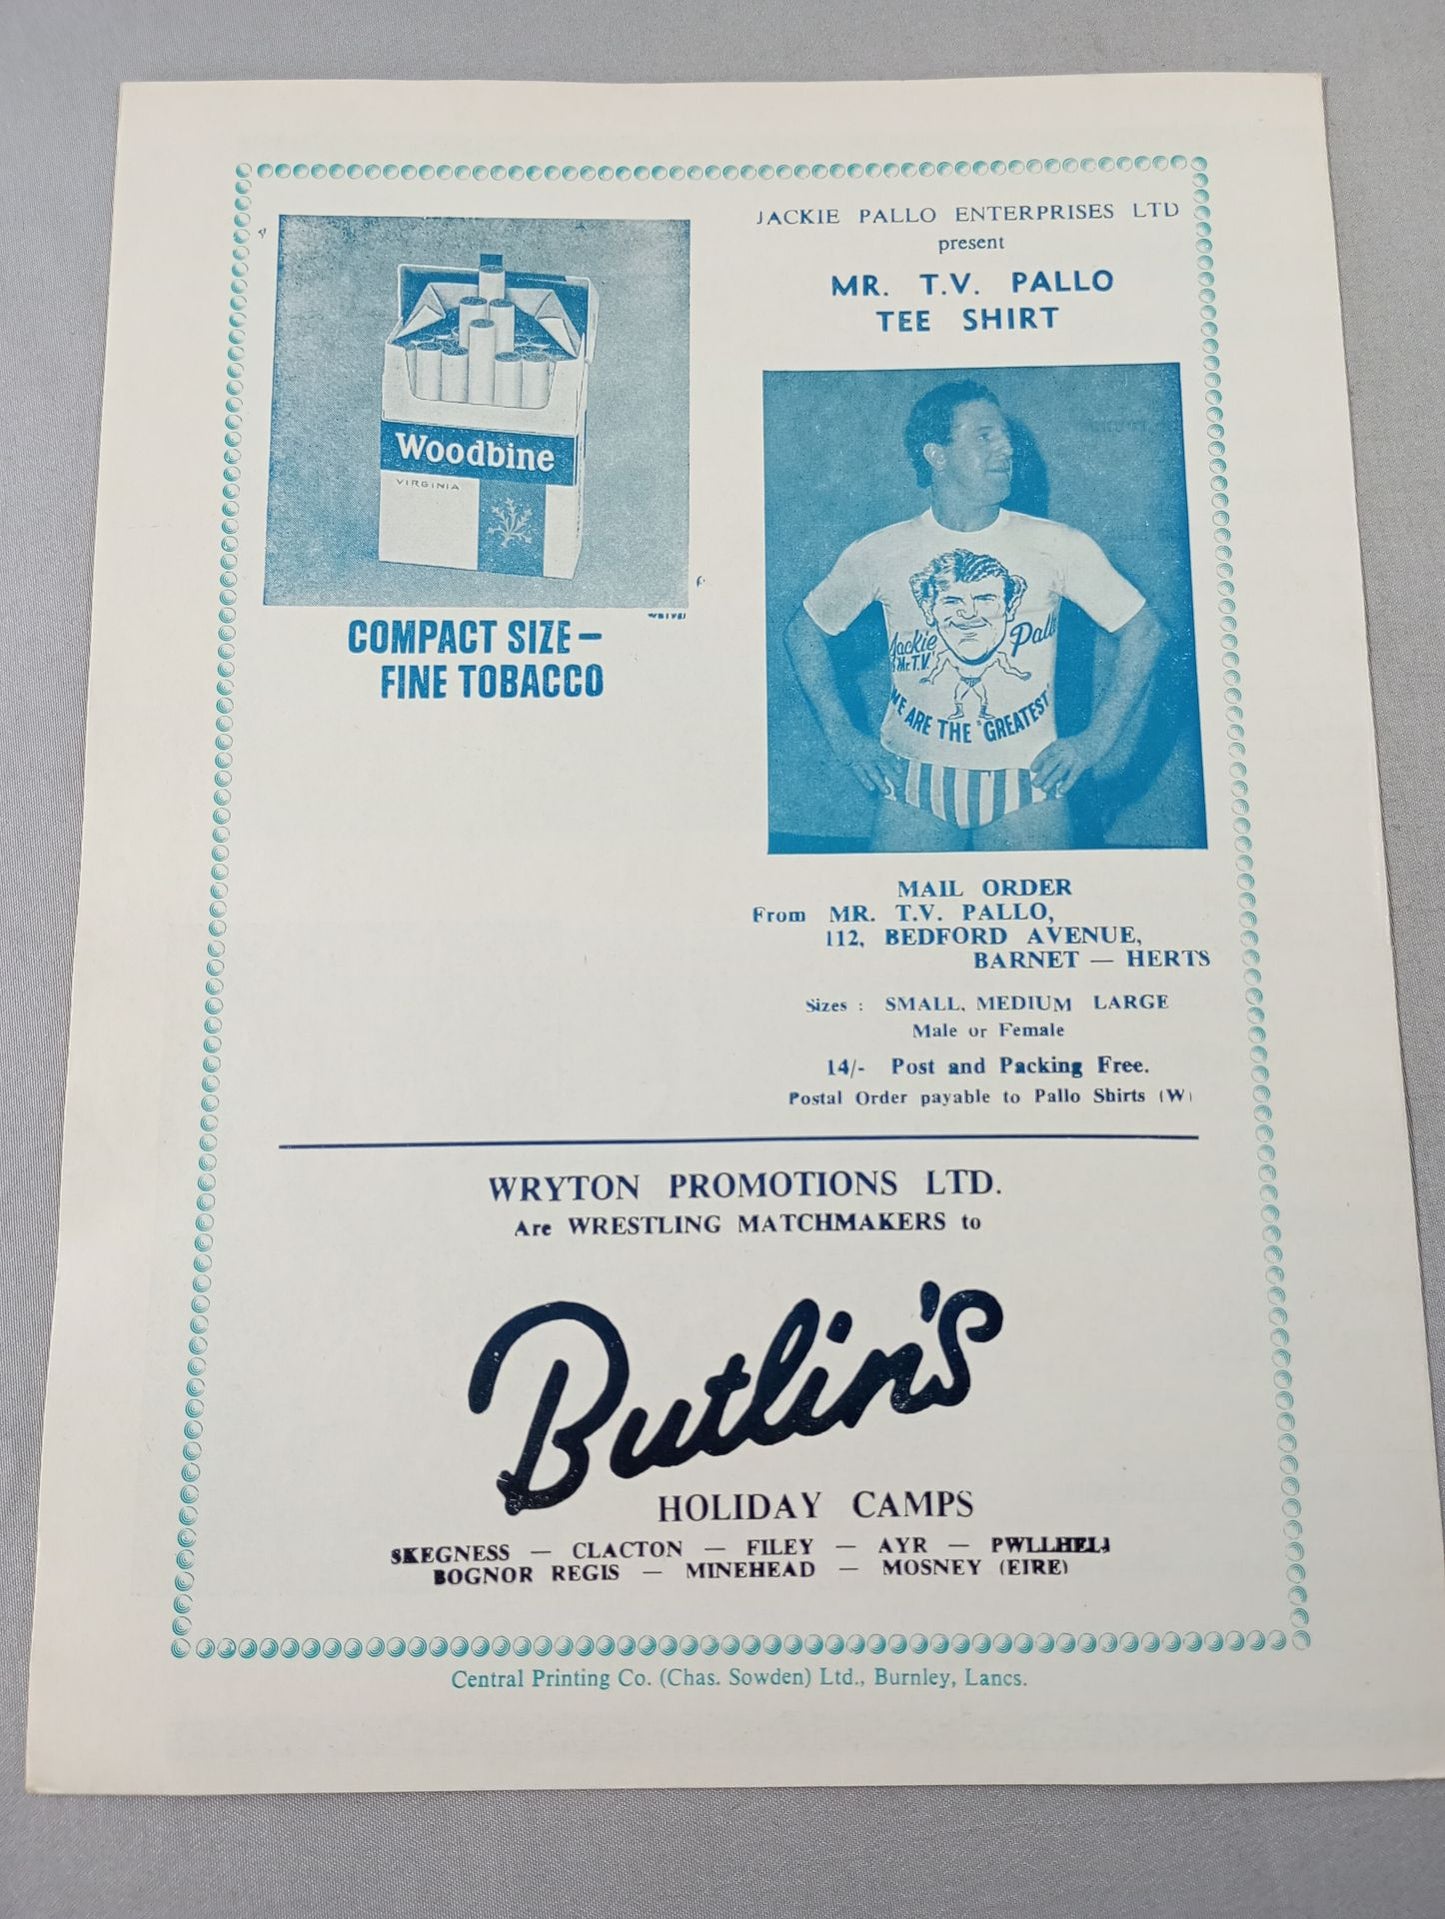 Woodbine
VIRGINIA
COMPACT SIZE –
FINE TOBACCO
JACKIE PALLO ENTERPRISES LTD
present
MR. T.V. PALLO
TEE SHIRT
Jackie Pallo
Mr. T.V.
WE ARE THE "GREATEST"
MAIL ORDER
From MR. T.V. PALLO,
112, BEDFORD AVENUE,
BARNET — HERTS
Sizes : SMALL, MEDIUM LARGE
Male or Female
14/- Post and Packing Free.
Postal Order payable to Pallo Shirts (W)
WRYTON PROMOTIONS LTD.
Are WRESTLING MATCHMAKERS to
Butlin's
HOLIDAY CAMPS
SKEGNESS — CLACTON — FILEY — AYR — PWLLHELI
BOGNOR REGIS — MINEHEAD — MOSNEY (EIRE)
Central Printing Co. (Chas. Sowden) Ltd., Burnley, Lancs.